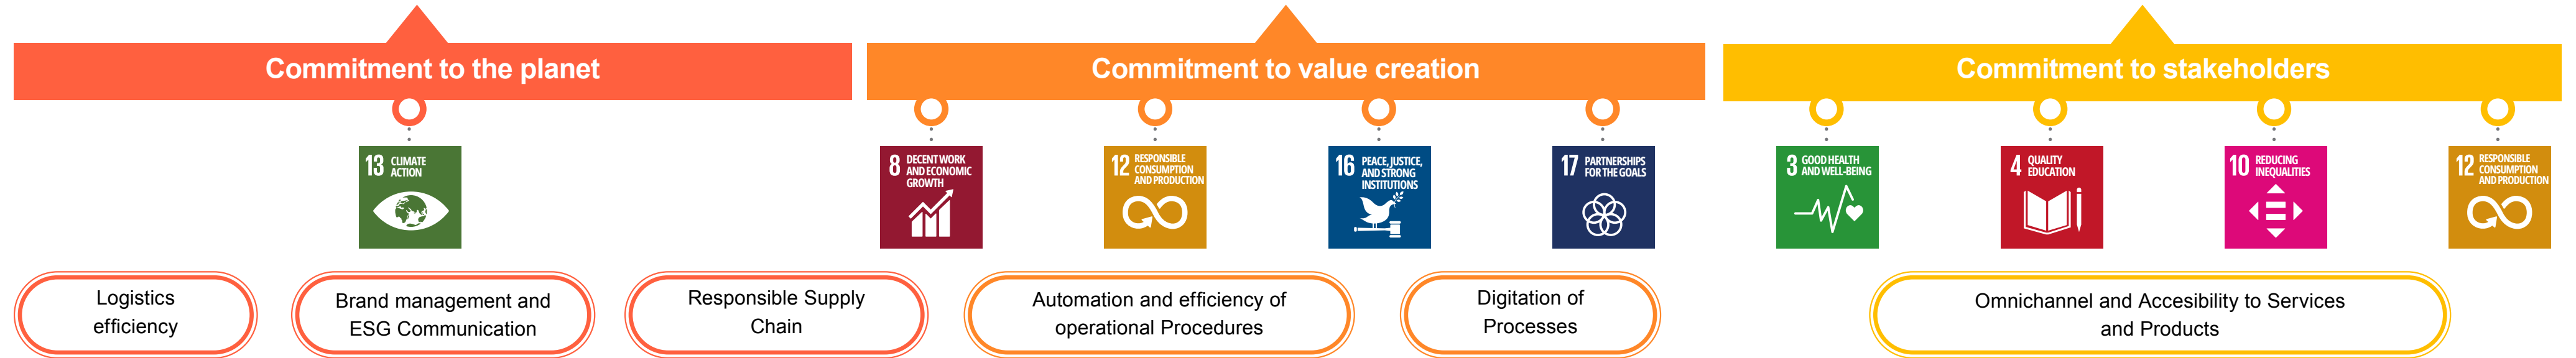 Commitment to the planet
Commitment to value creation
Commitment to stakeholders
13 CLIMATE
ACTION
8 DECENT WORK
AND ECONOMIC
GROWTH
12 RESPONSIBLE
CONSUMPTION
AND PRODUCTION
16 PEACE, JUSTICE,
AND STRONG
INSTITUTIONS
17 PARTNERSHIPS
FOR THE GOALS
3 GOOD HEALTH
AND WELL-BEING
4 QUALITY
EDUCATION
10 REDUCING
INEQUALITIES
12 RESPONSIBLE
CONSUMPTION
AND PRODUCTION
Logistics
efficiency
Brand management and
ESG Communication
Responsible Supply
Chain
Automation and efficiency of
operational Procedures
Digitation of
Processes
Omnichannel and Accesibility to Services
and Products